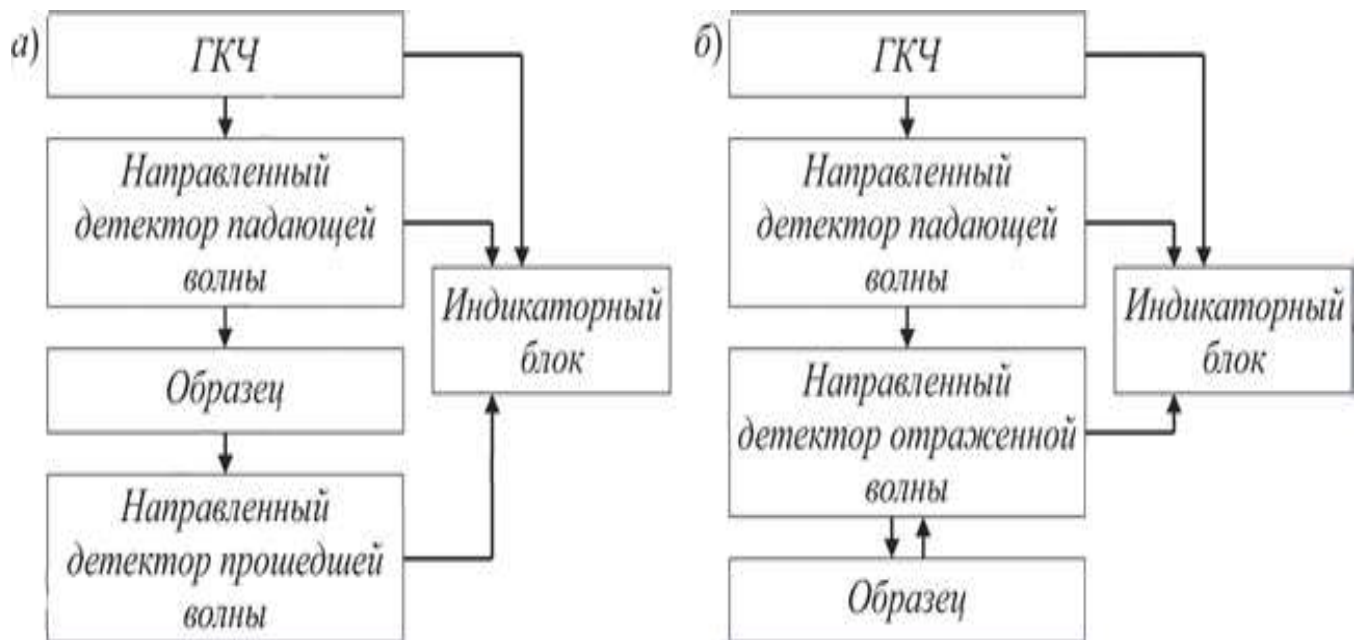 а)
ГКЧ
Направленный
детектор падающей
волны
Индикаторный
блок
Образец
Направленный
детектор прошедшей
волны
б)
ГКЧ
Направленный
детектор падающей
волны
Индикаторный
блок
Направленный
детектор отраженной
волны
Образец